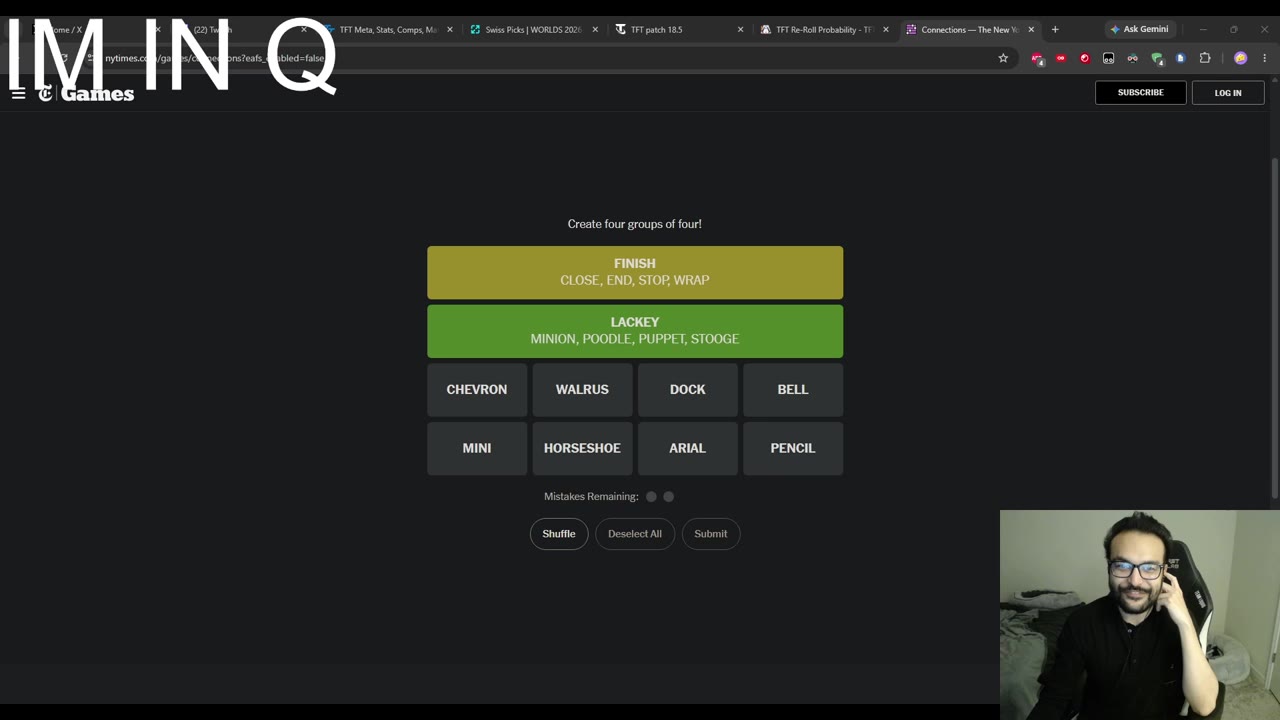 IM IN Q
TFT Meta, Stats, Comps, Ma
Swiss Picks | WORLDS 2026
TFT patch 18.5
TFT Re-Roll Probability - TF
Connections — The New Yo
Ask Gemini
Games
SUBSCRIBE
LOG IN
Create four groups of four!
FINISH
CLOSE, END, STOP, WRAP
LACKEY
MINION, POODLE, PUPPET, STOOGE
CHEVRON WALRUS DOCK BELL
MINI HORSESHOE ARIAL PENCIL
Mistakes Remaining:
Shuffle Deselect All Submit